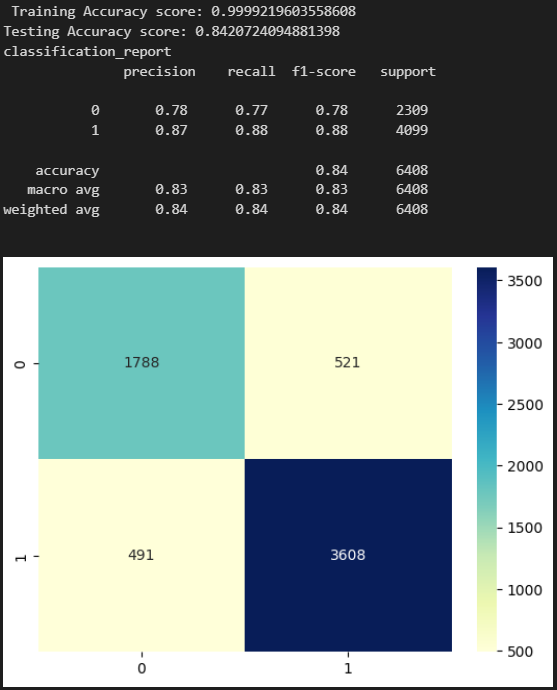 Training Accuracy score: 0.9999219603558608
Testing Accuracy score: 0.8420724094881398
classification_report
precision recall f1-score support
0 0.78 0.77 0.78 2309
1 0.87 0.88 0.88 4099
accuracy 0.84 6408
macro avg 0.83 0.83 0.83 6408
weighted avg 0.84 0.84 0.84 6408
3500
3000
0 1788 521
2500
2000
1500
1 491 3608
1000
500
0 1